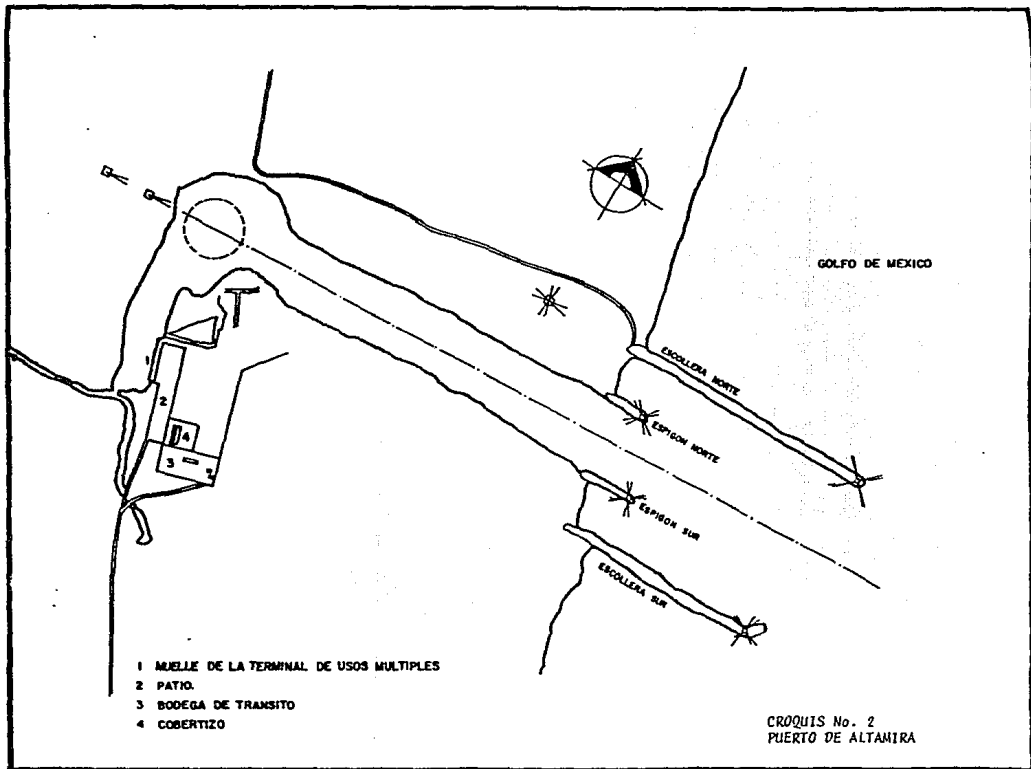 GOLFO DE MEXICO
ESCOLLERA NORTE
ESPIGON NORTE
ESPIGON SUR
ESCOLLERA SUR
1
2
4
3
2
1 MUELLE DE LA TERMINAL DE USOS MULTIPLES
2 PATIO.
3 BODEGA DE TRANSITO
4 COBERTIZO
CROQUIS No. 2
PUERTO DE ALTAMIRA